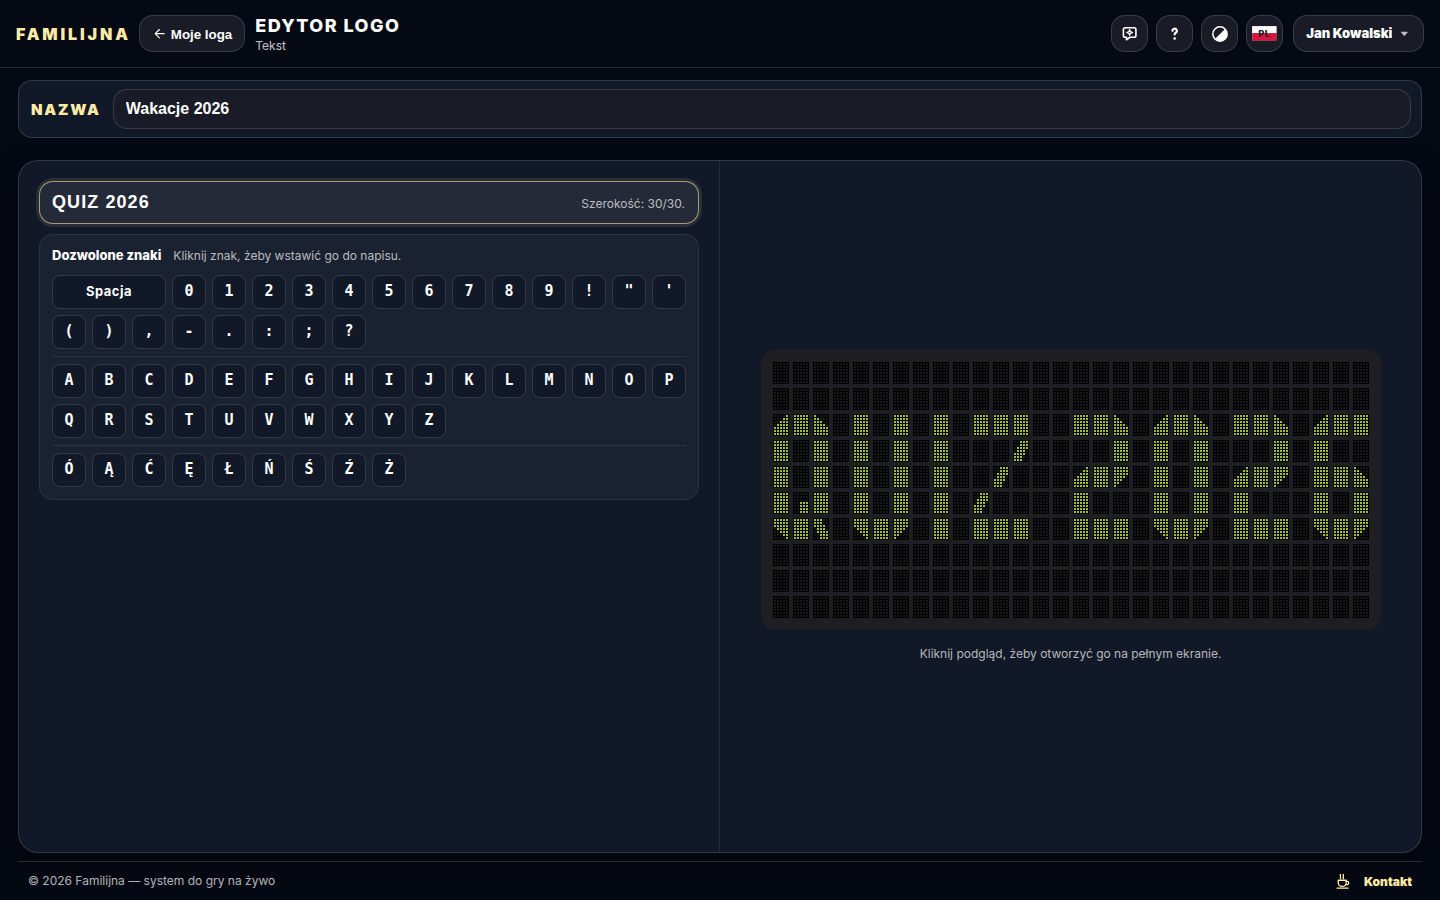 FAMILIJNA
← Moje loga
EDYTOR LOGO
Tekst
?
PL
Jan Kowalski
NAZWA
Wakacje 2026
QUIZ 2026
Szerokość: 30/30.
Dozwolone znaki Kliknij znak, żeby wstawić go do napisu.
Spacja 0 1 2 3 4 5 6 7 8 9 ! " '
( ) , - . : ; ?
A B C D E F G H I J K L M N O P
Q R S T U V W X Y Z
Ó Ą Ć Ę Ł Ń Ś Ź Ż
QUIZ 2026
Kliknij podgląd, żeby otworzyć go na pełnym ekranie.
© 2026 Familijna — system do gry na żywo
Kontakt